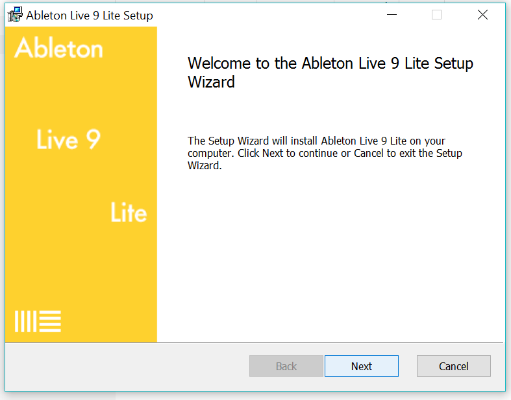 Ableton Live 9 Lite Setup
Ableton
Live 9
Lite
Welcome to the Ableton Live 9 Lite Setup
Wizard
The Setup Wizard will install Ableton Live 9 Lite on your
computer. Click Next to continue or Cancel to exit the Setup
Wizard.
Back
Next
Cancel